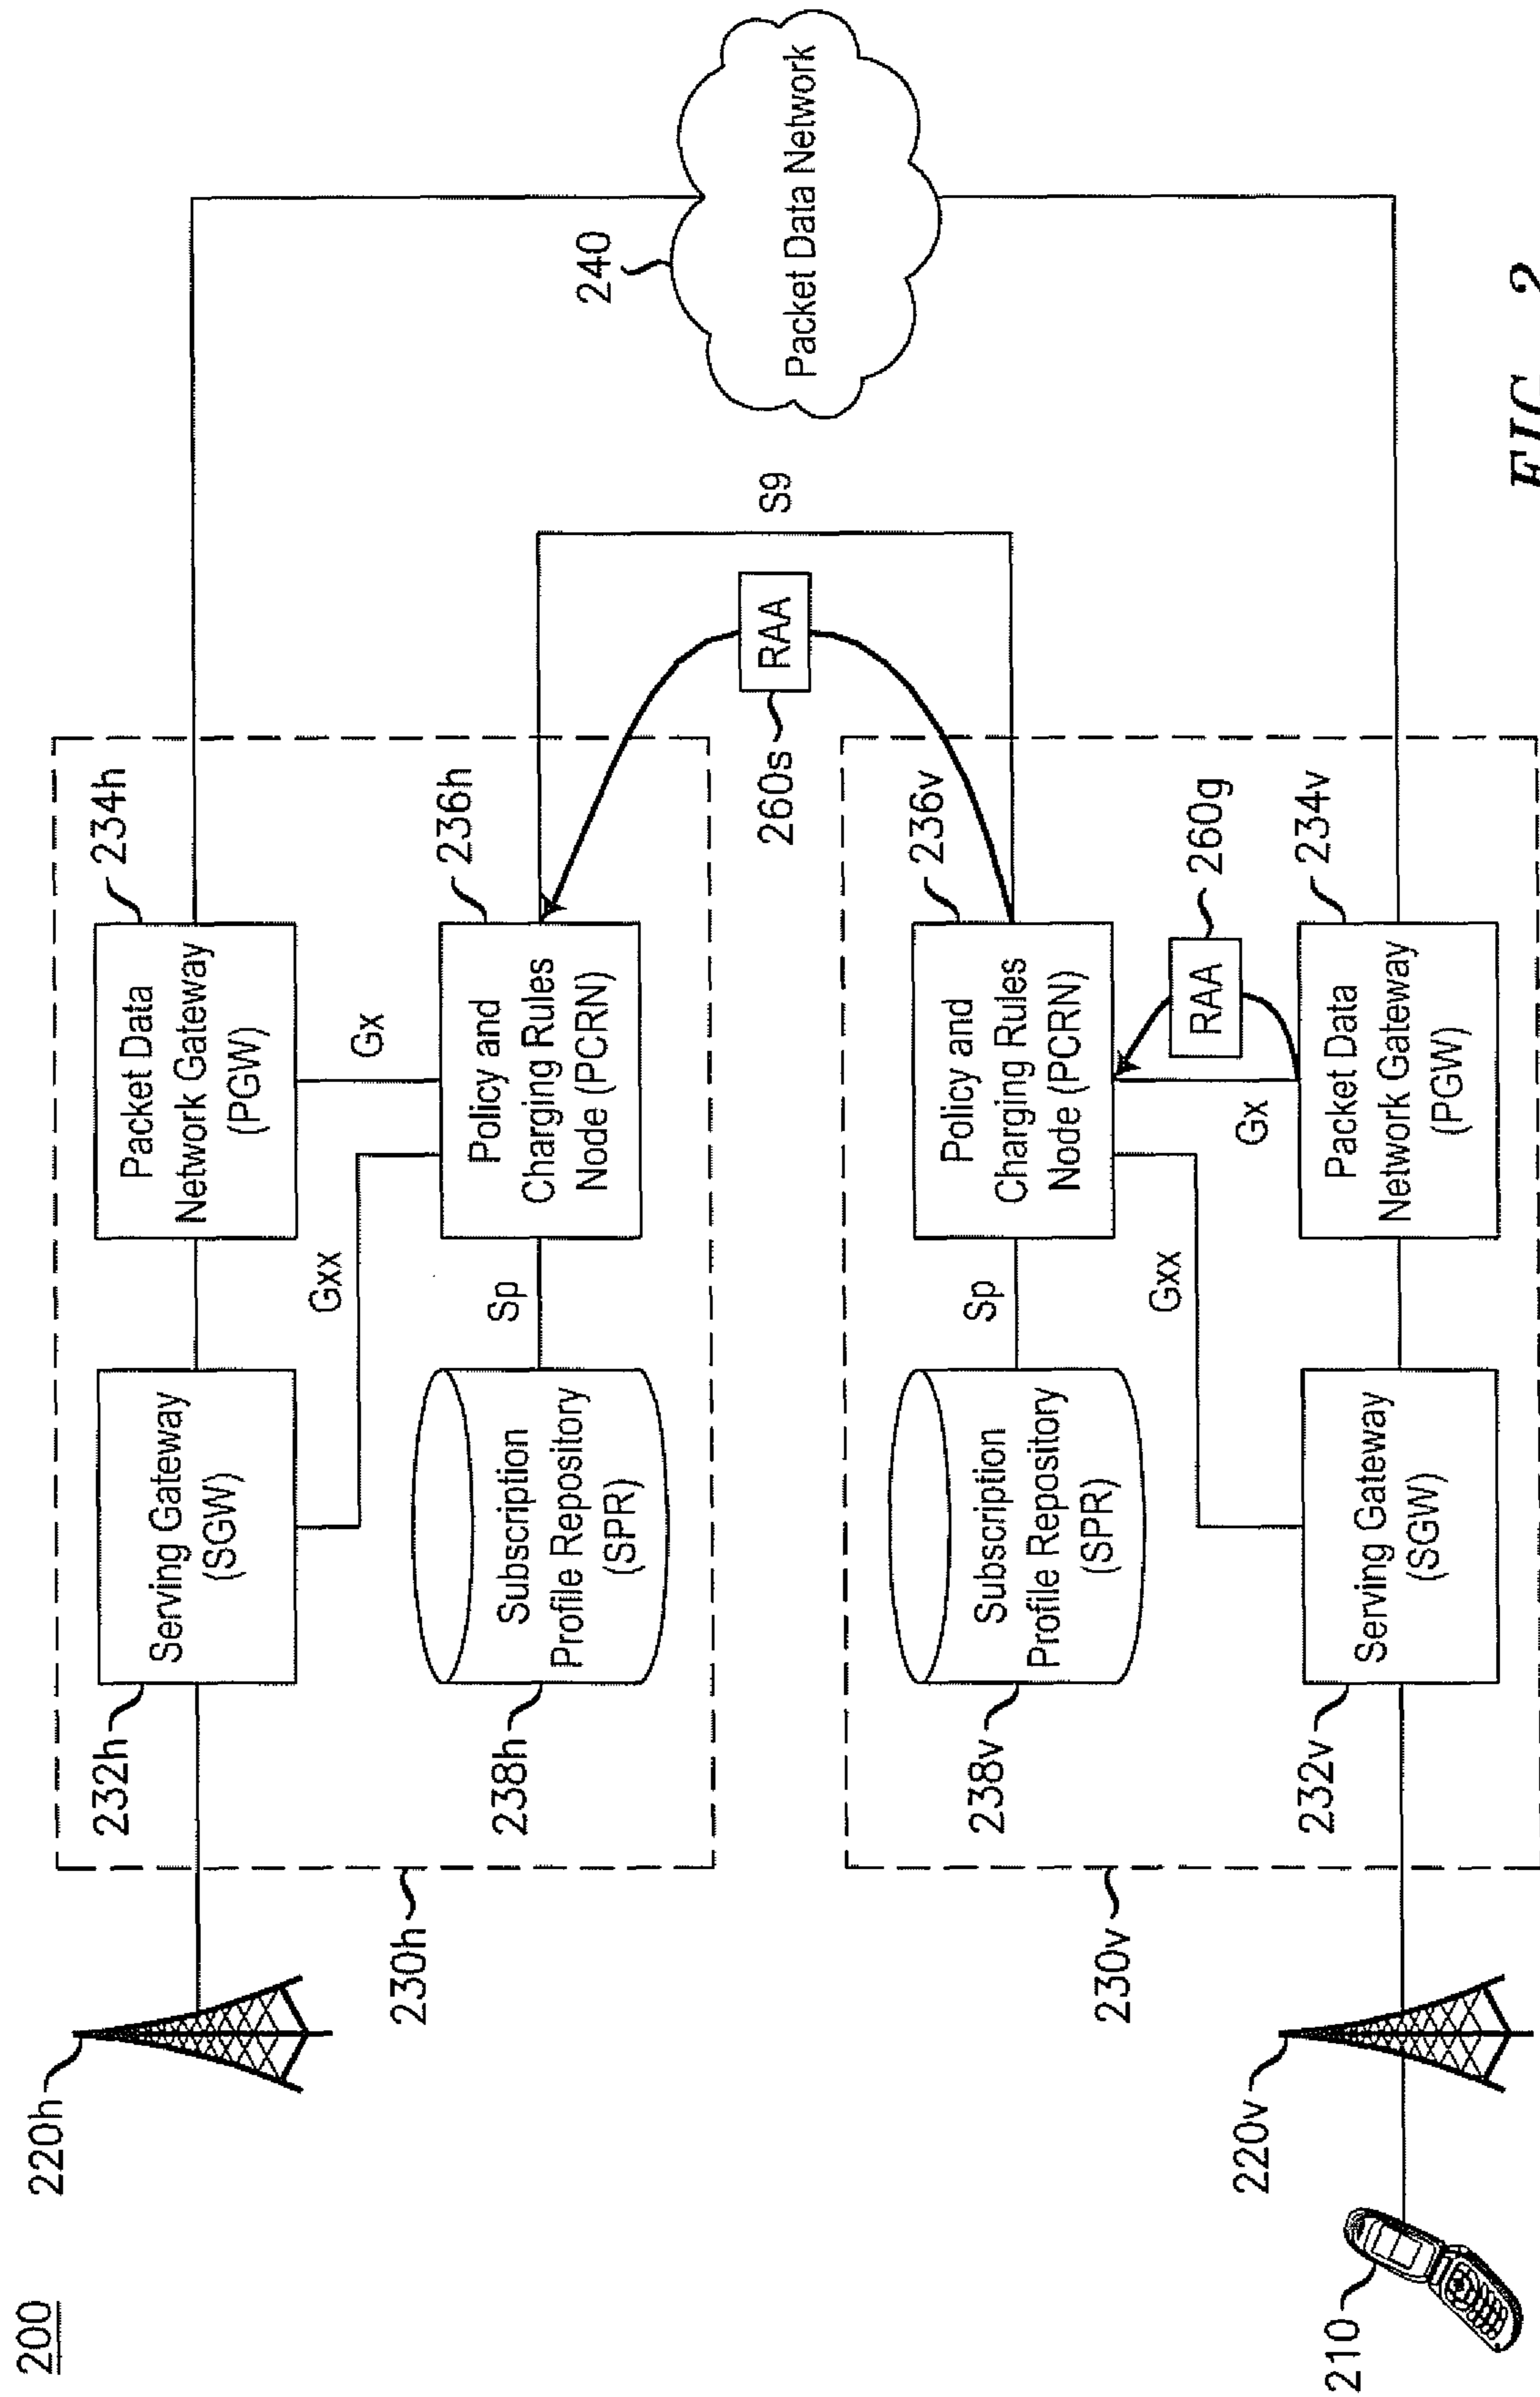 200
220h
232h
Serving Gateway
(SGW)
234h
Packet Data
Network Gateway
(PGW)
Gxx
Gx
230h
238h
Subscription
Profile Repository
(SPR)
Sp
236h
Policy and
Charging Rules
Node (PCRN)
S9
RAA
260s
240
Packet Data Network
230v
238v
Subscription
Profile Repository
(SPR)
Sp
236v
Policy and
Charging Rules
Node (PCRN)
Gxx
Gx
RAA
260g
210
220v
232v
Serving Gateway
(SGW)
234v
Packet Data
Network Gateway
(PGW)
FIG. 2